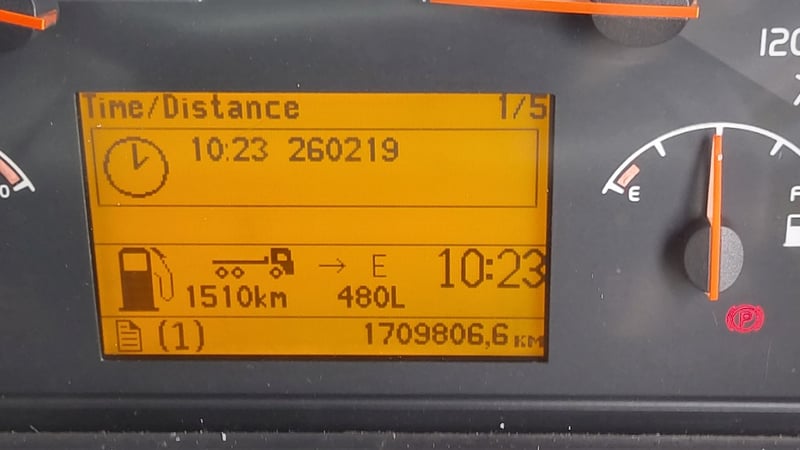 Time/Distance 1/5
10:23 260219
→ E 10:23
1510km 480L
(1) 1709806,6 KM
120
E
F
P